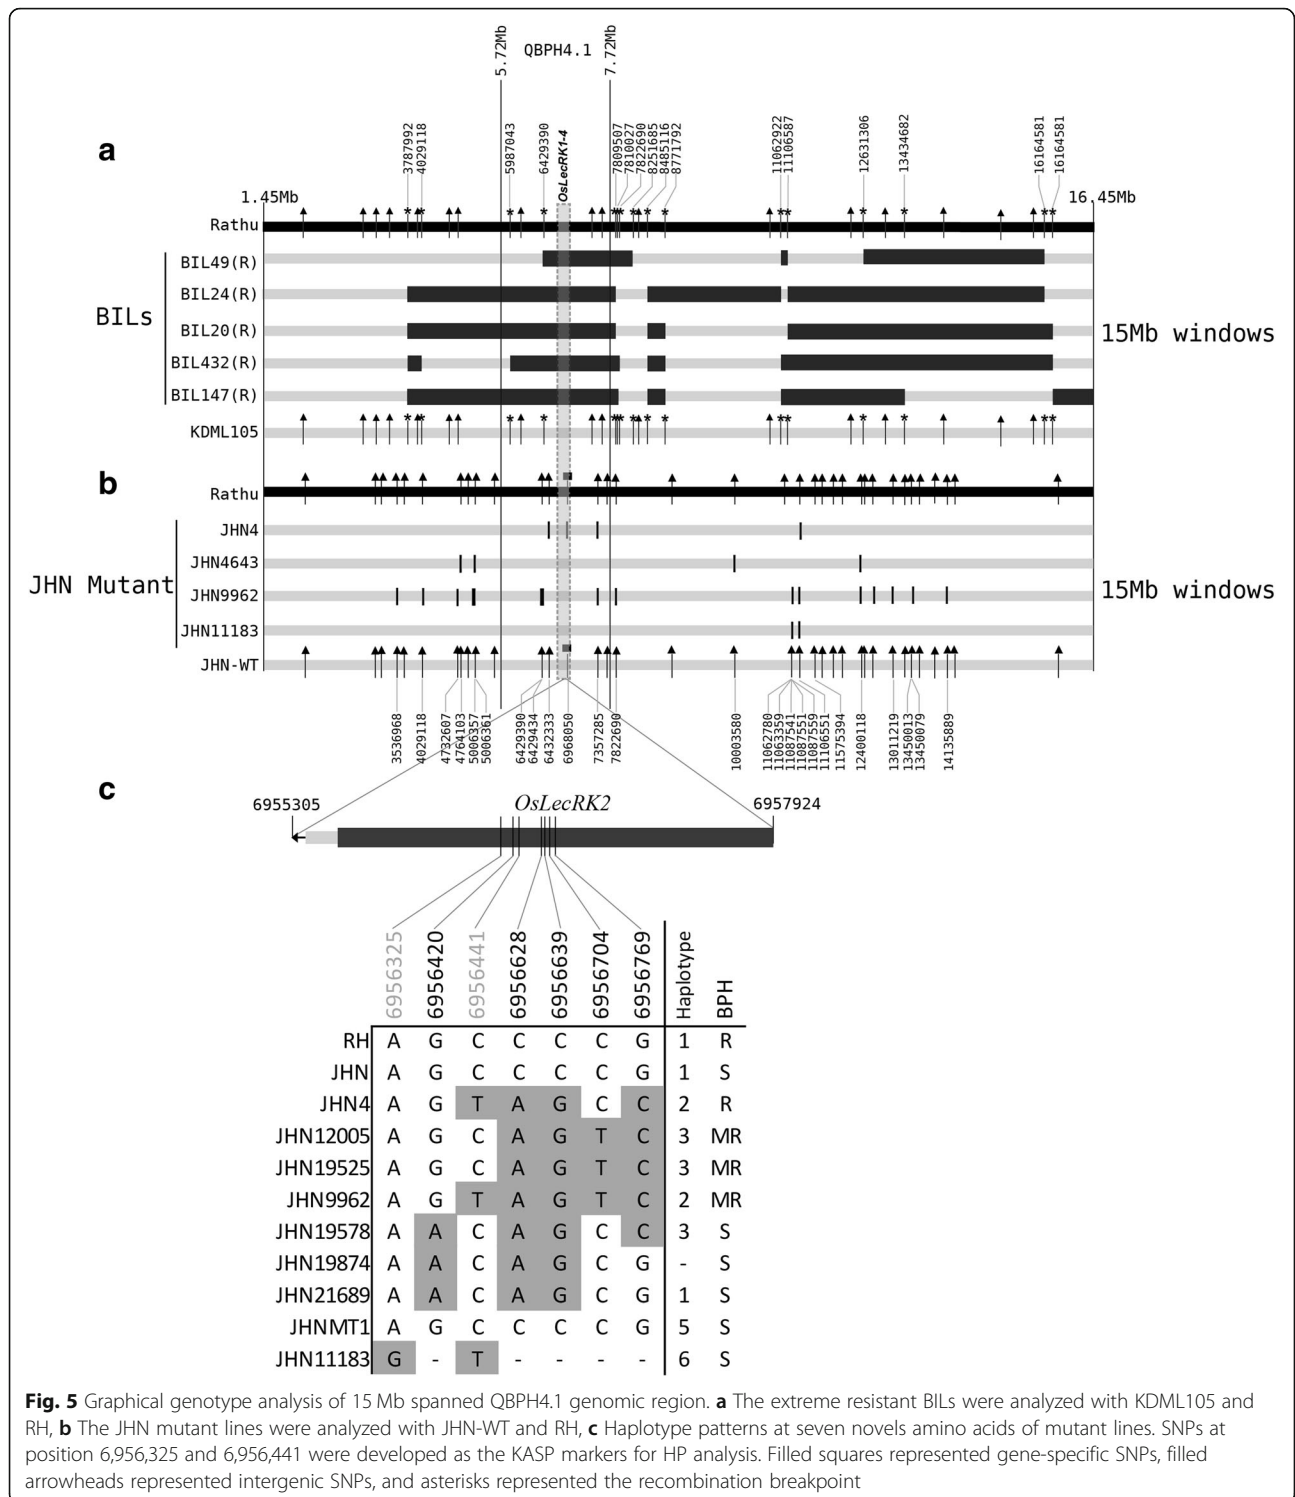 5.72Mb
QBPH4.1
7.72Mb
a
3787992
4029118
5987043
6429390
OsLecRK1-4
7809507
7810027
7822690
8251685
8485116
8771792
11062922
11106587
12631306
13434682
16164581
16164581
1.45Mb
16.45Mb
Rathu
BILs
BIL49(R)
BIL24(R)
BIL20(R)
BIL432(R)
BIL147(R)
15Mb windows
KDML105
b
Rathu
JHN Mutant
JHN4
JHN4643
JHN9962
JHN11183
15Mb windows
JHN-WT
3536968
4029118
4732607
4764103
5006357
5006361
6429390
6429434
6432333
6968050
7357285
7822690
10003580
11062780
11063359
11087541
11087551
11087559
11106551
11575394
12400118
13011219
13450013
13450079
14135889
c
6955305
OsLecRK2
6957924
6956325 6956420 6956441 6956628 6956639 6956704 6956769 Haplotype BPH
RH A G C C C C G 1 R
JHN A G C C C C G 1 S
JHN4 A G T A G C C 2 R
JHN12005 A G C A G T C 3 MR
JHN19525 A G C A G T C 3 MR
JHN9962 A G T A G T C 2 MR
JHN19578 A A C A G C C 3 S
JHN19874 A A C A G C G - S
JHN21689 A A C A G C G 1 S
JHNMT1 A G C C C C G 5 S
JHN11183 G - T - - - - 6 S
Fig. 5 Graphical genotype analysis of 15 Mb spanned QBPH4.1 genomic region. a The extreme resistant BILs were analyzed with KDML105 and
RH, b The JHN mutant lines were analyzed with JHN-WT and RH, c Haplotype patterns at seven novels amino acids of mutant lines. SNPs at
position 6,956,325 and 6,956,441 were developed as the KASP markers for HP analysis. Filled squares represented gene-specific SNPs, filled
arrowheads represented intergenic SNPs, and asterisks represented the recombination breakpoint